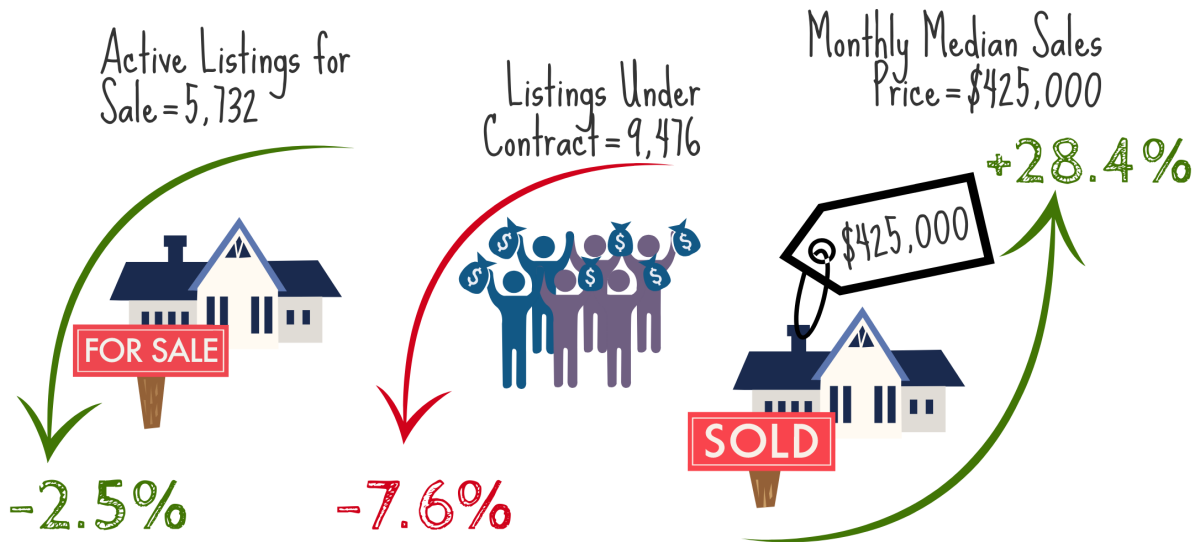 Active Listings for
Sale = 5,732
FOR SALE
-2.5%
Listings Under
Contract = 9,476
$
$
$
$
$
$
-7.6%
Monthly Median Sales
Price = $425,000
+28.4%
$425,000
SOLD